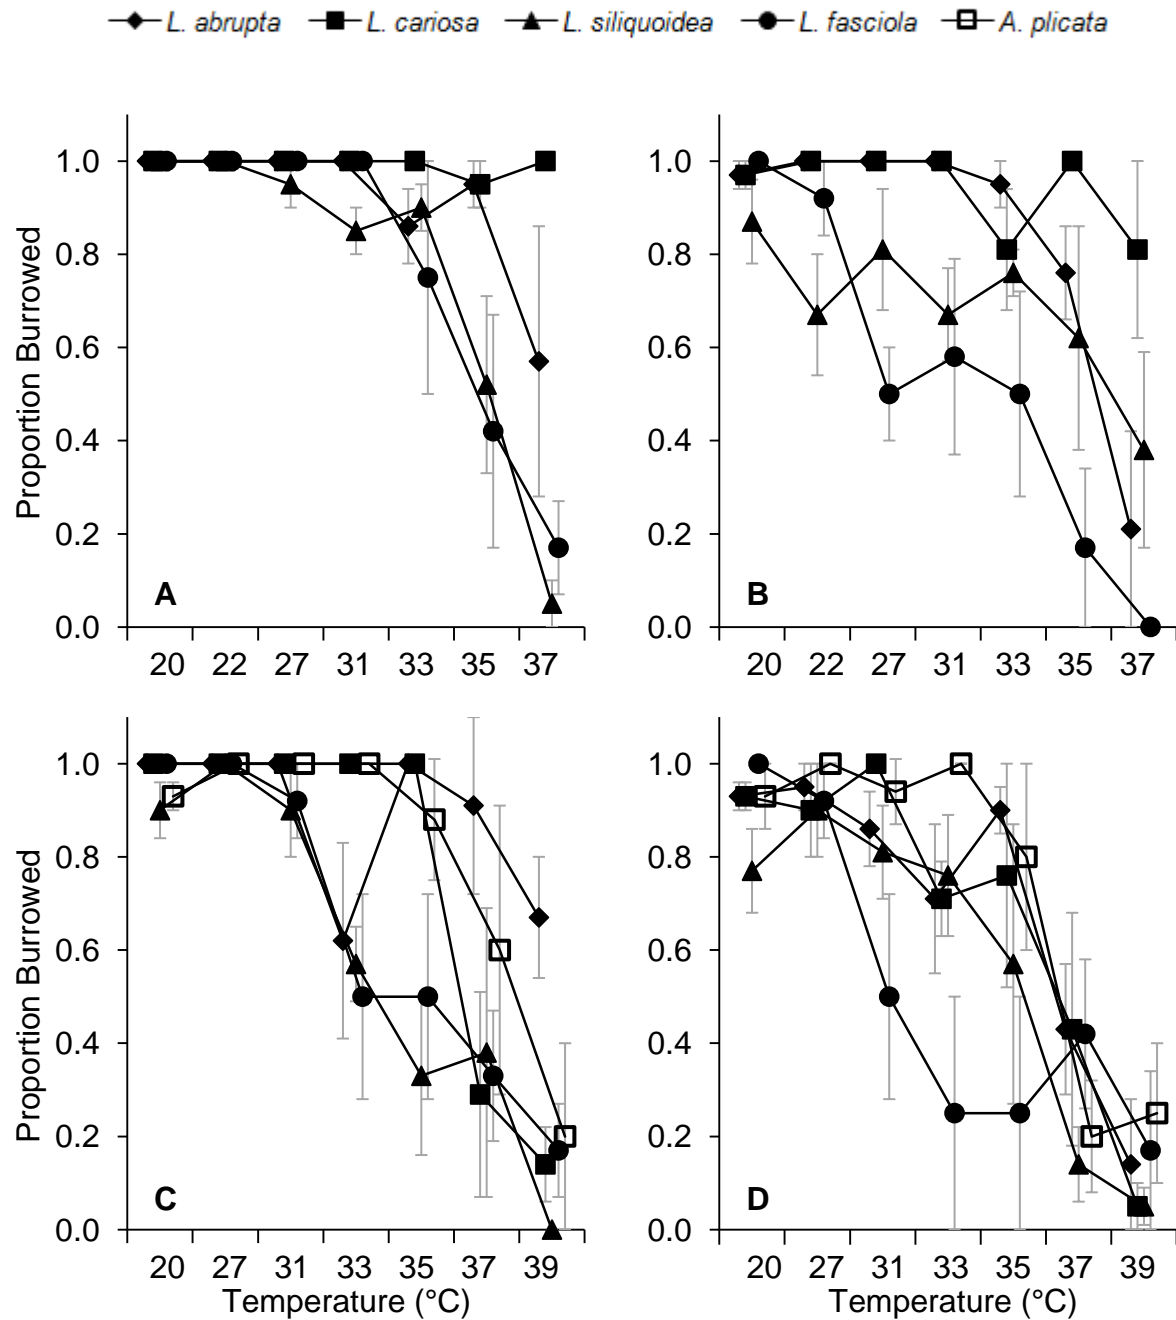 L. abrupta L. cariosa L. siliquoidea L. fasciola A. plicata
Proportion Burrowed
1.0
0.8
0.6
0.4
0.2
0.0
A
20 22 27 31 33 35 37
1.0
0.8
0.6
0.4
0.2
0.0
B
20 22 27 31 33 35 37
Proportion Burrowed
1.0
0.8
0.6
0.4
0.2
0.0
C
20 27 31 33 35 37 39
Temperature (°C)
1.0
0.8
0.6
0.4
0.2
0.0
D
20 27 31 33 35 37 39
Temperature (°C)